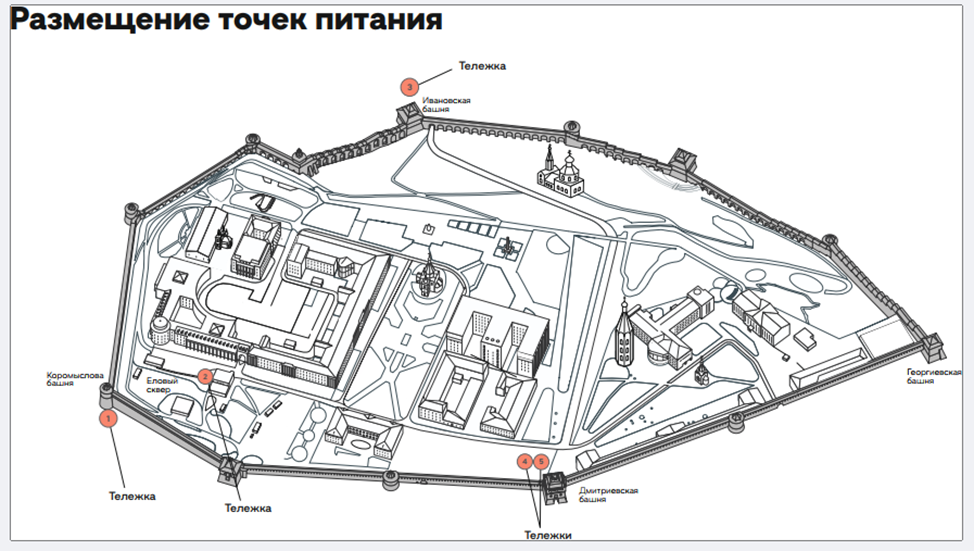 Размещение точек питания
Тележка
3
Ивановская
башня
Коромыслова
башня
Еловый
сквер
2
1
Георгиевская
башня
4 5
Дмитриевская
башня
Тележка
Тележка
Тележки